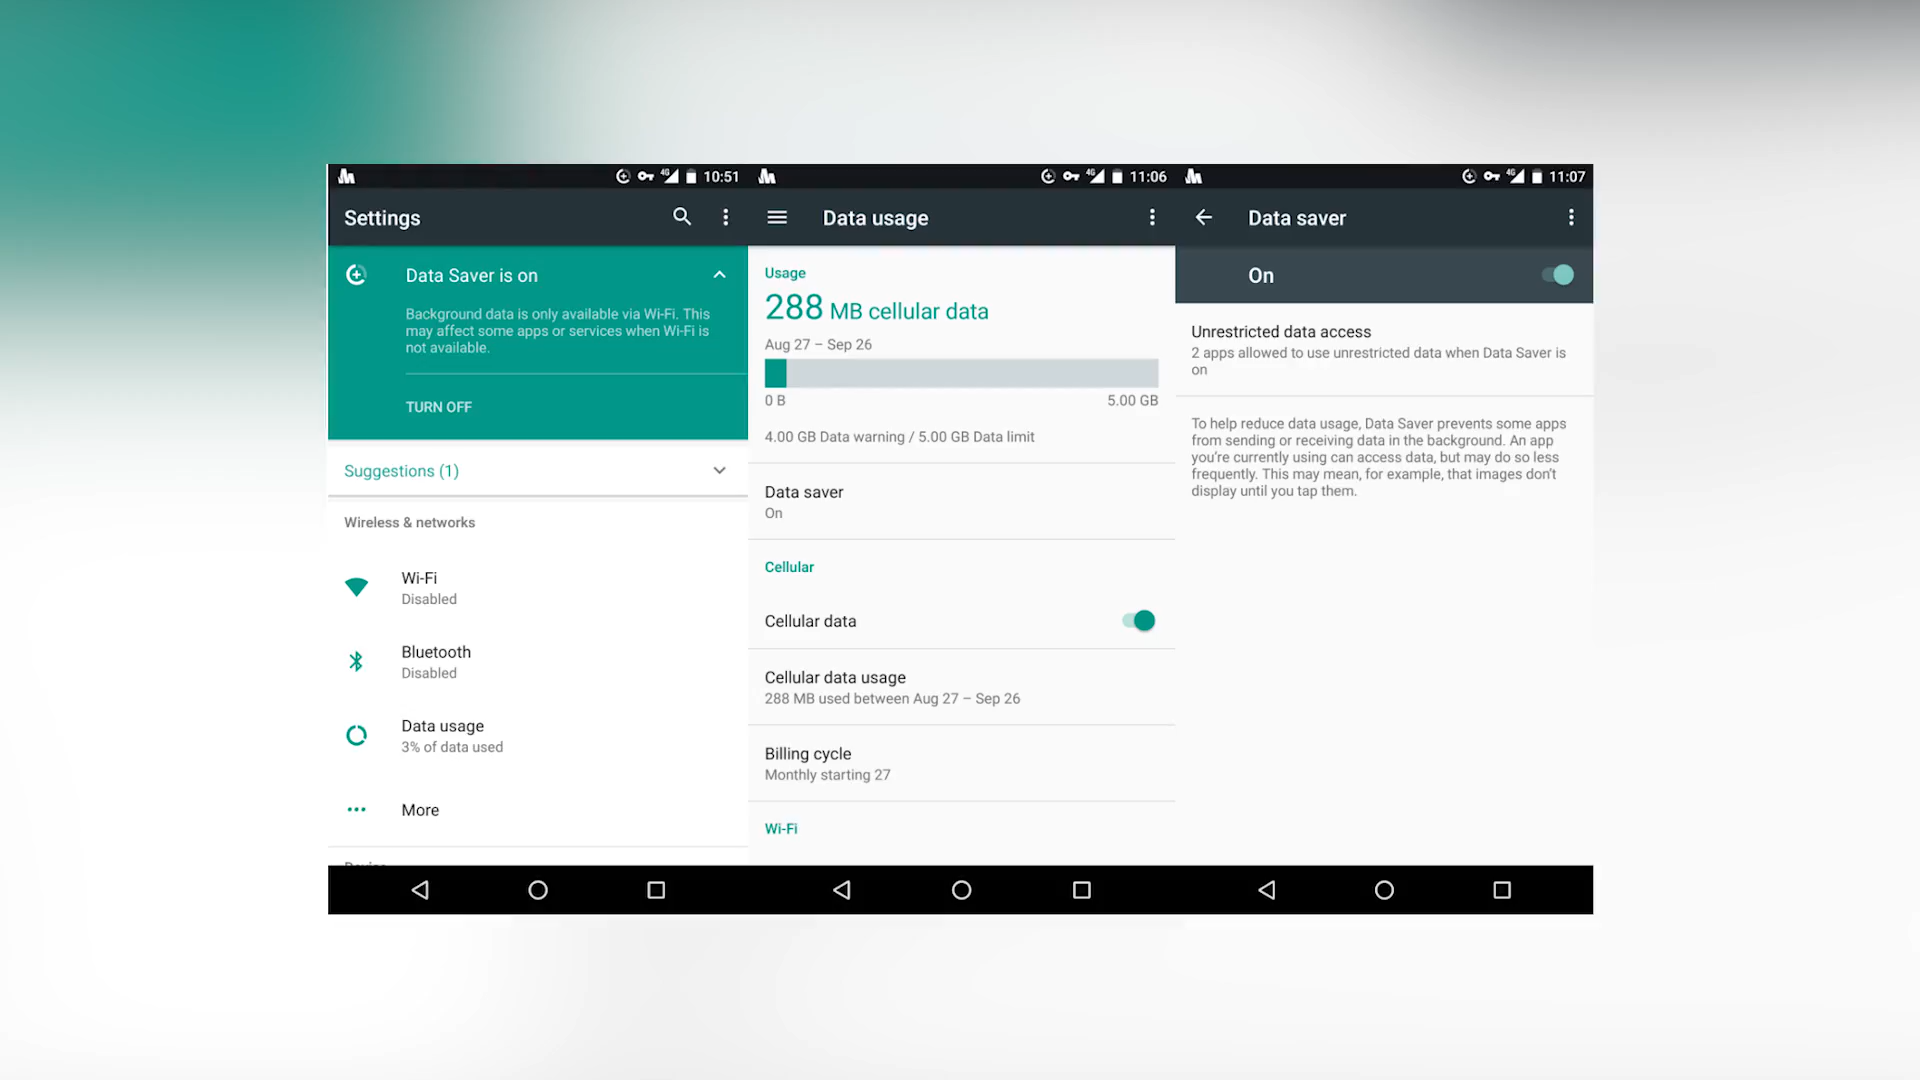 10:51
Settings
Data Saver is on
Background data is only available via Wi-Fi. This
may affect some apps or services when Wi-Fi is
not available.
TURN OFF
Suggestions (1)
Wireless & networks
Wi-Fi
Disabled
Bluetooth
Disabled
Data usage
3% of data used
More
4G
11:06
Data usage
Usage
288 MB cellular data
Aug 27 – Sep 26
0 B
5.00 GB
4.00 GB Data warning / 5.00 GB Data limit
Data saver
On
Cellular
Cellular data
Cellular data usage
288 MB used between Aug 27 – Sep 26
Billing cycle
Monthly starting 27
Wi-Fi
4G
11:07
Data saver
On
Unrestricted data access
2 apps allowed to use unrestricted data when Data Saver is
on
To help reduce data usage, Data Saver prevents some apps
from sending or receiving data in the background. An app
you're currently using can access data, but may do so less
frequently. This may mean, for example, that images don't
display until you tap them.